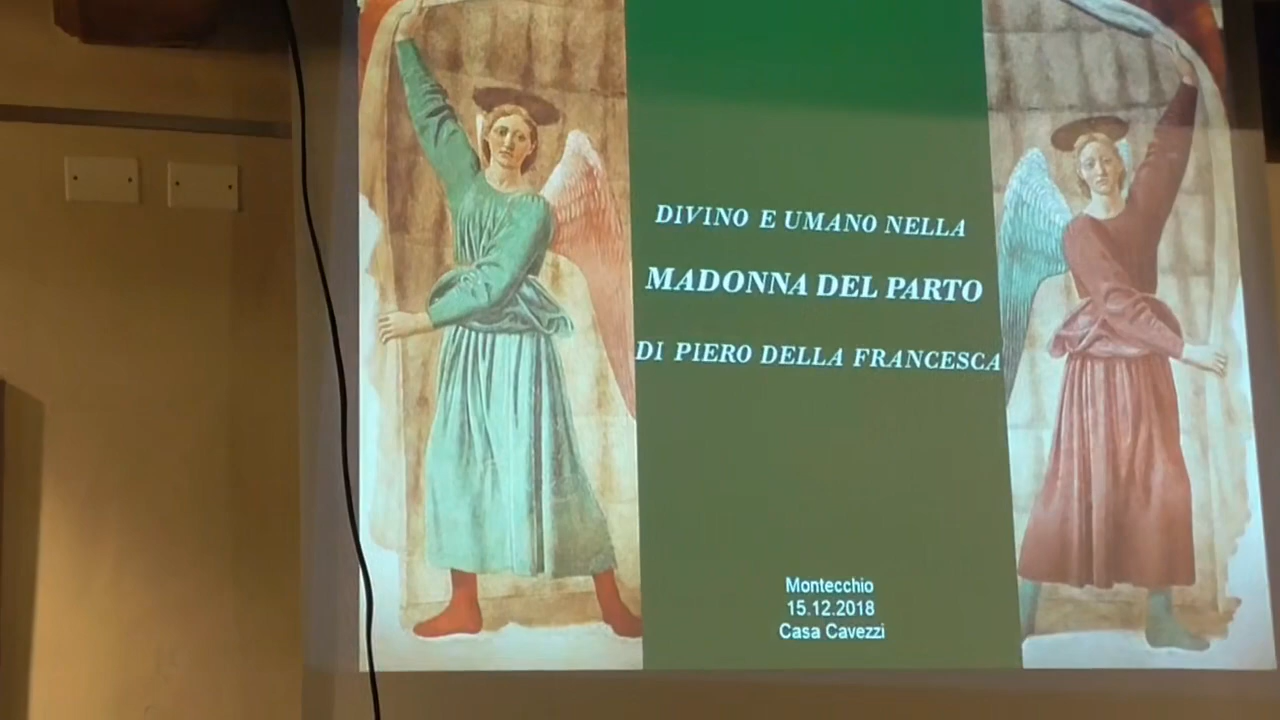 DIVINO E UMANO NELLA
MADONNA DEL PARTO
DI PIERO DELLA FRANCESCA
Montecchio
15.12.2018
Casa Cavezzi